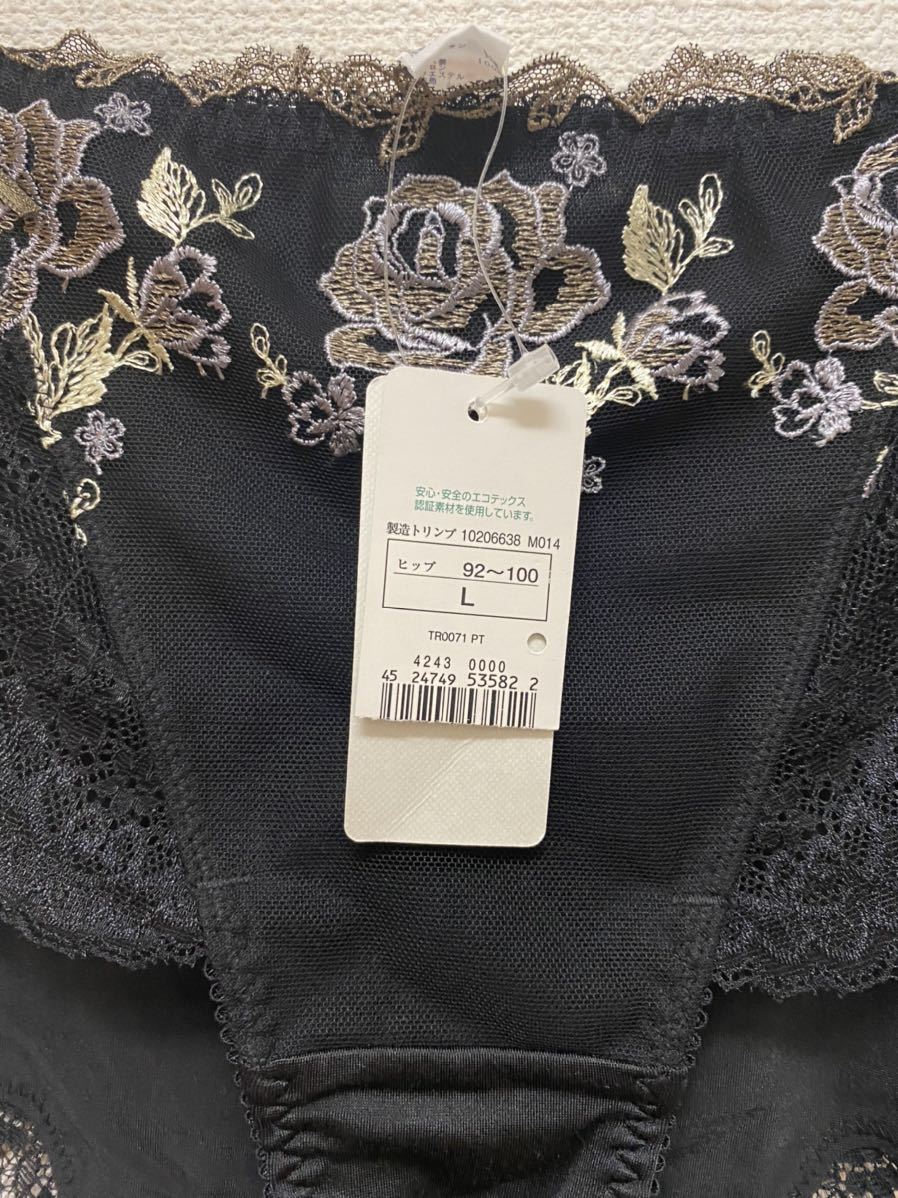 安心・安全のエコテックス
認証素材を使用しています。
製造トリンプ 10206638 M014
ヒップ 92〜100
L
TR0071 PT
4243 0000
45 24749 53582 2